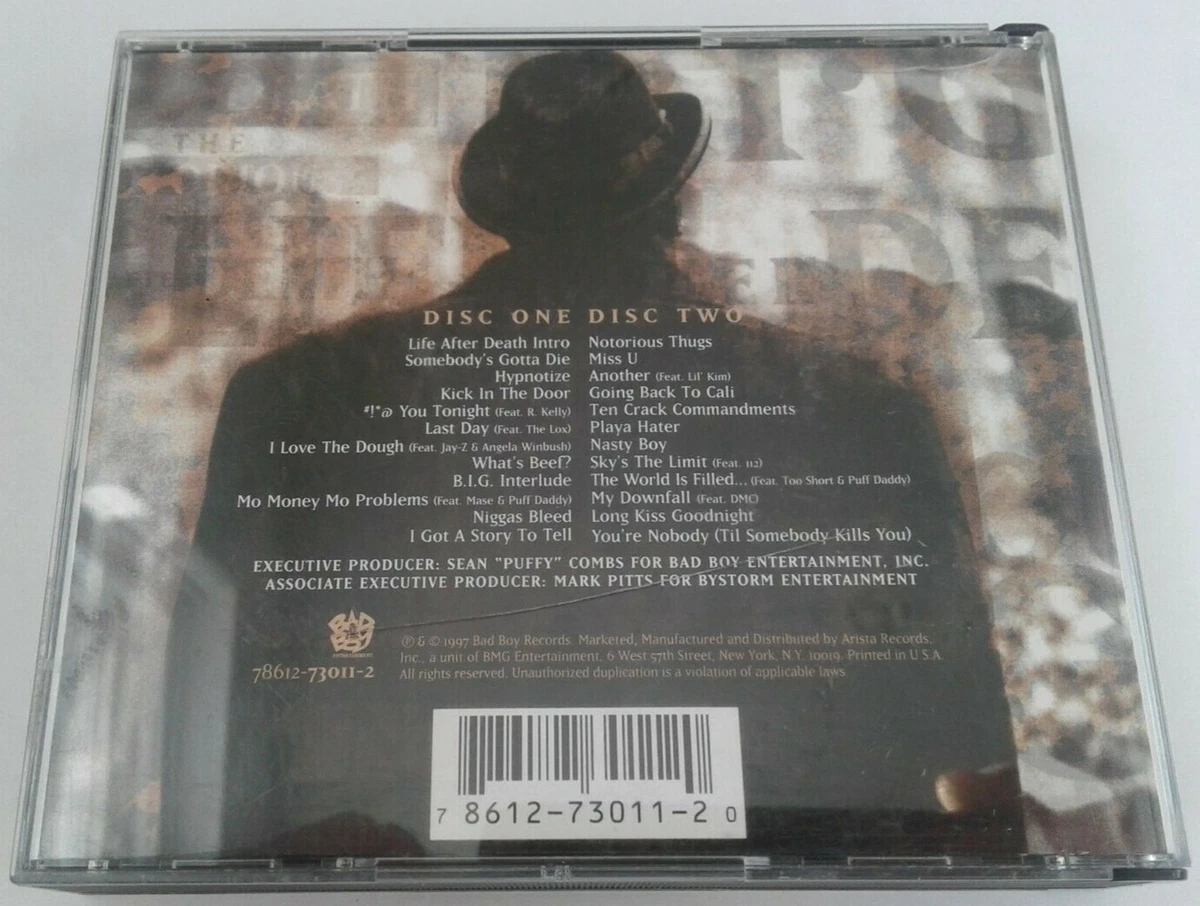 THE
DISC ONE
Life After Death Intro
Somebody's Gotta Die
Hypnotize
Kick In The Door
*!*@ You Tonight (Feat. R. Kelly)
Last Day (Feat. The Lox)
I Love The Dough (Feat. Jay-Z & Angela Winbush)
What's Beef?
B.I.G. Interlude
Mo Money Mo Problems (Feat. Mase & Puff Daddy)
Niggas Bleed
I Got A Story To Tell
DISC TWO
Notorious Thugs
Miss U
Another (Feat. Lil' Kim)
Going Back To Cali
Ten Crack Commandments
Playa Hater
Nasty Boy
Sky's The Limit (Feat. 112)
The World Is Filled... (Feat. Too Short & Puff Daddy)
My Downfall (Feat. DMC)
Long Kiss Goodnight
You're Nobody (Til Somebody Kills You)
EXECUTIVE PRODUCER: SEAN "PUFFY" COMBS FOR BAD BOY ENTERTAINMENT, INC.
ASSOCIATE EXECUTIVE PRODUCER: MARK PITTS FOR BYSTORM ENTERTAINMENT
BAD
BOY
ENTERTAINMENT
78612-73011-2
℗ & © 1997 Bad Boy Records. Marketed, Manufactured and Distributed by Arista Records,
Inc., a unit of BMG Entertainment, 6 West 57th Street, New York, N.Y. 10019. Printed in U.S.A.
All rights reserved. Unauthorized duplication is a violation of applicable laws
7 8612-73011-2 0